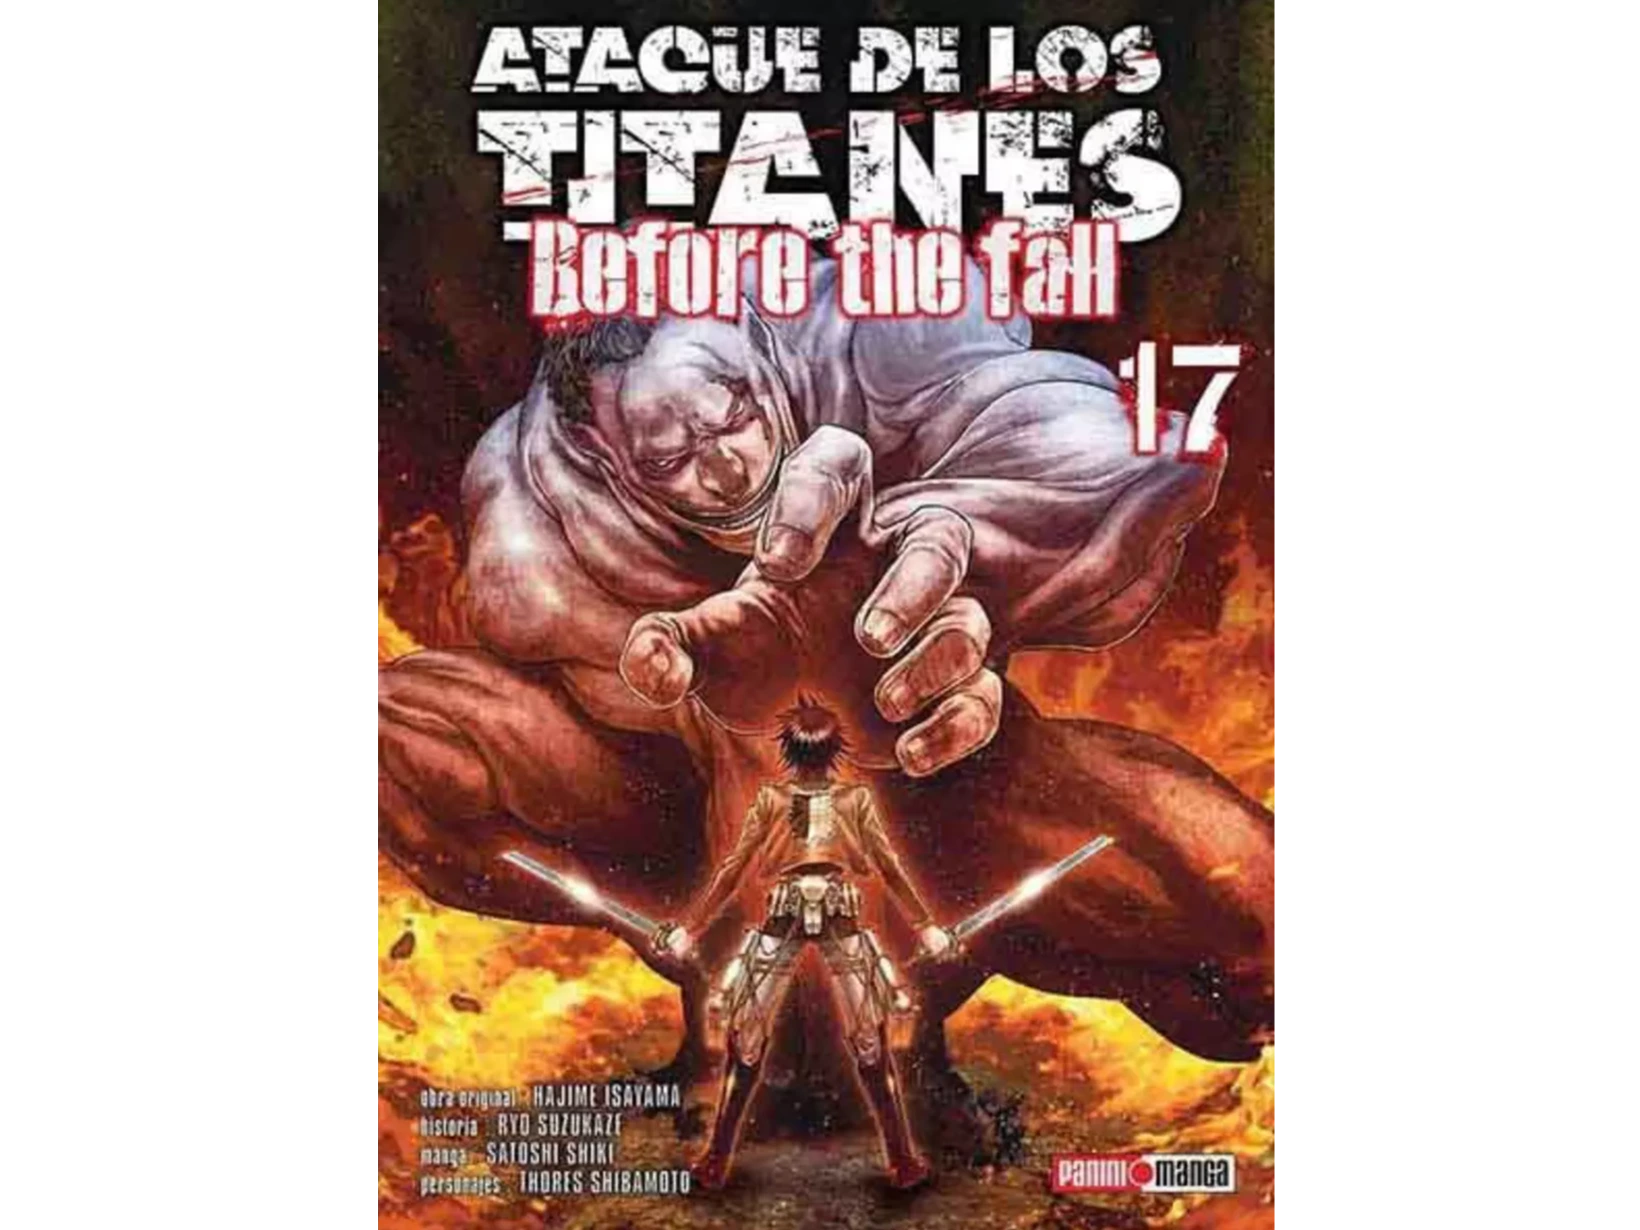 ATAQUE DE LOS
TITANES
Before the fall
17
obra original : HAJIME ISAYAMA
historia : RYO SUZUKAZE
manga : SATOSHI SHIKI
personajes : THORES SHIBAMOTO
PANINI MANGA